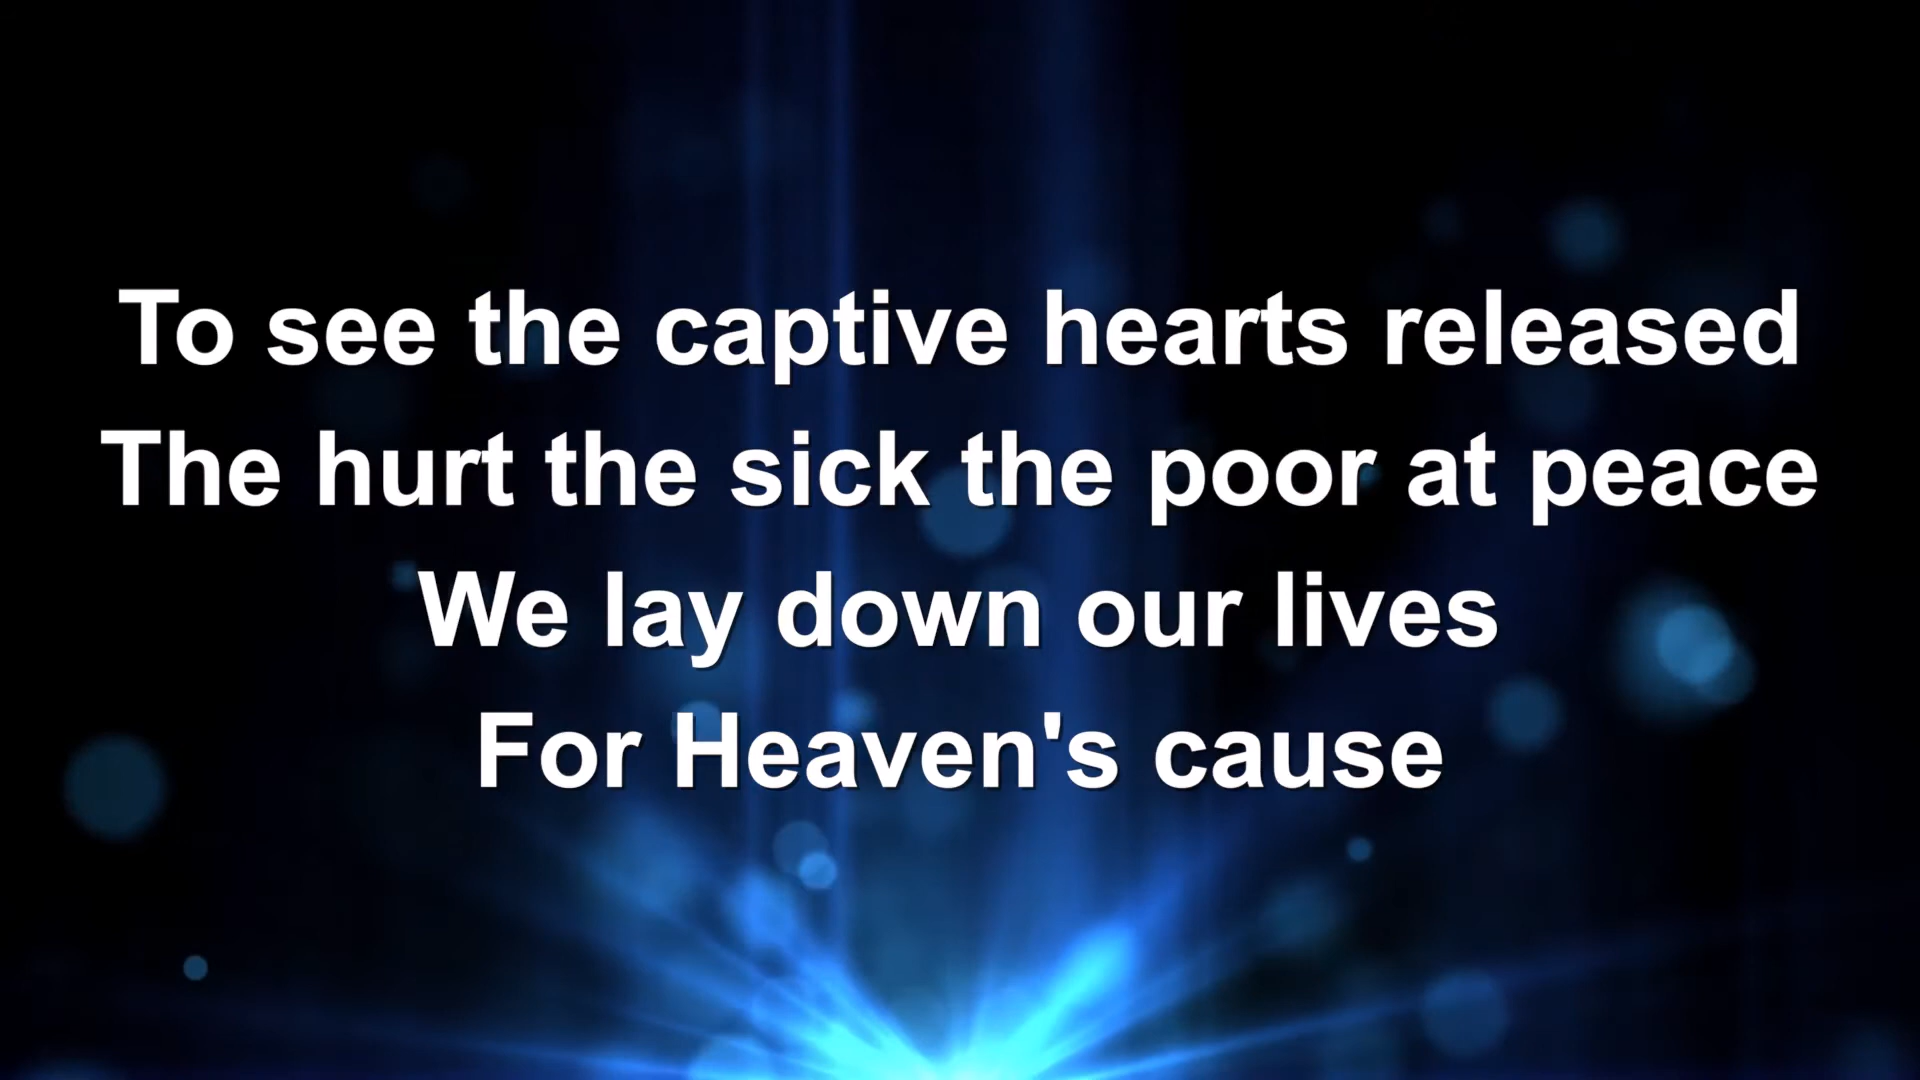 To see the captive hearts released
The hurt the sick the poor at peace
We lay down our lives
For Heaven's cause